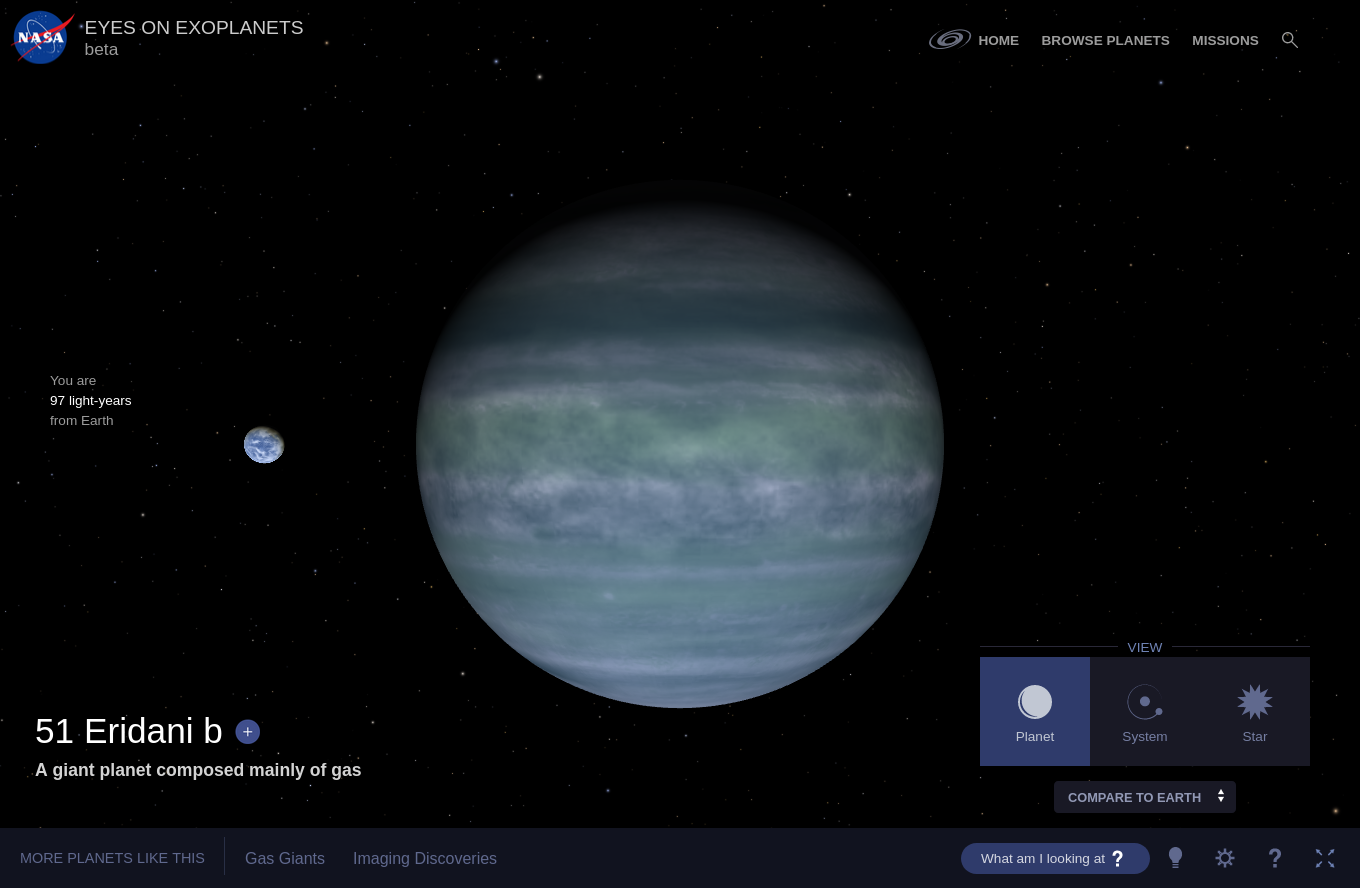 NASA
EYES ON EXOPLANETS
beta
HOME
BROWSE PLANETS
MISSIONS
You are
97 light-years
from Earth
51 Eridani b +
A giant planet composed mainly of gas
VIEW
Planet
System
Star
COMPARE TO EARTH
MORE PLANETS LIKE THIS
Gas Giants
Imaging Discoveries
What am I looking at ?
?